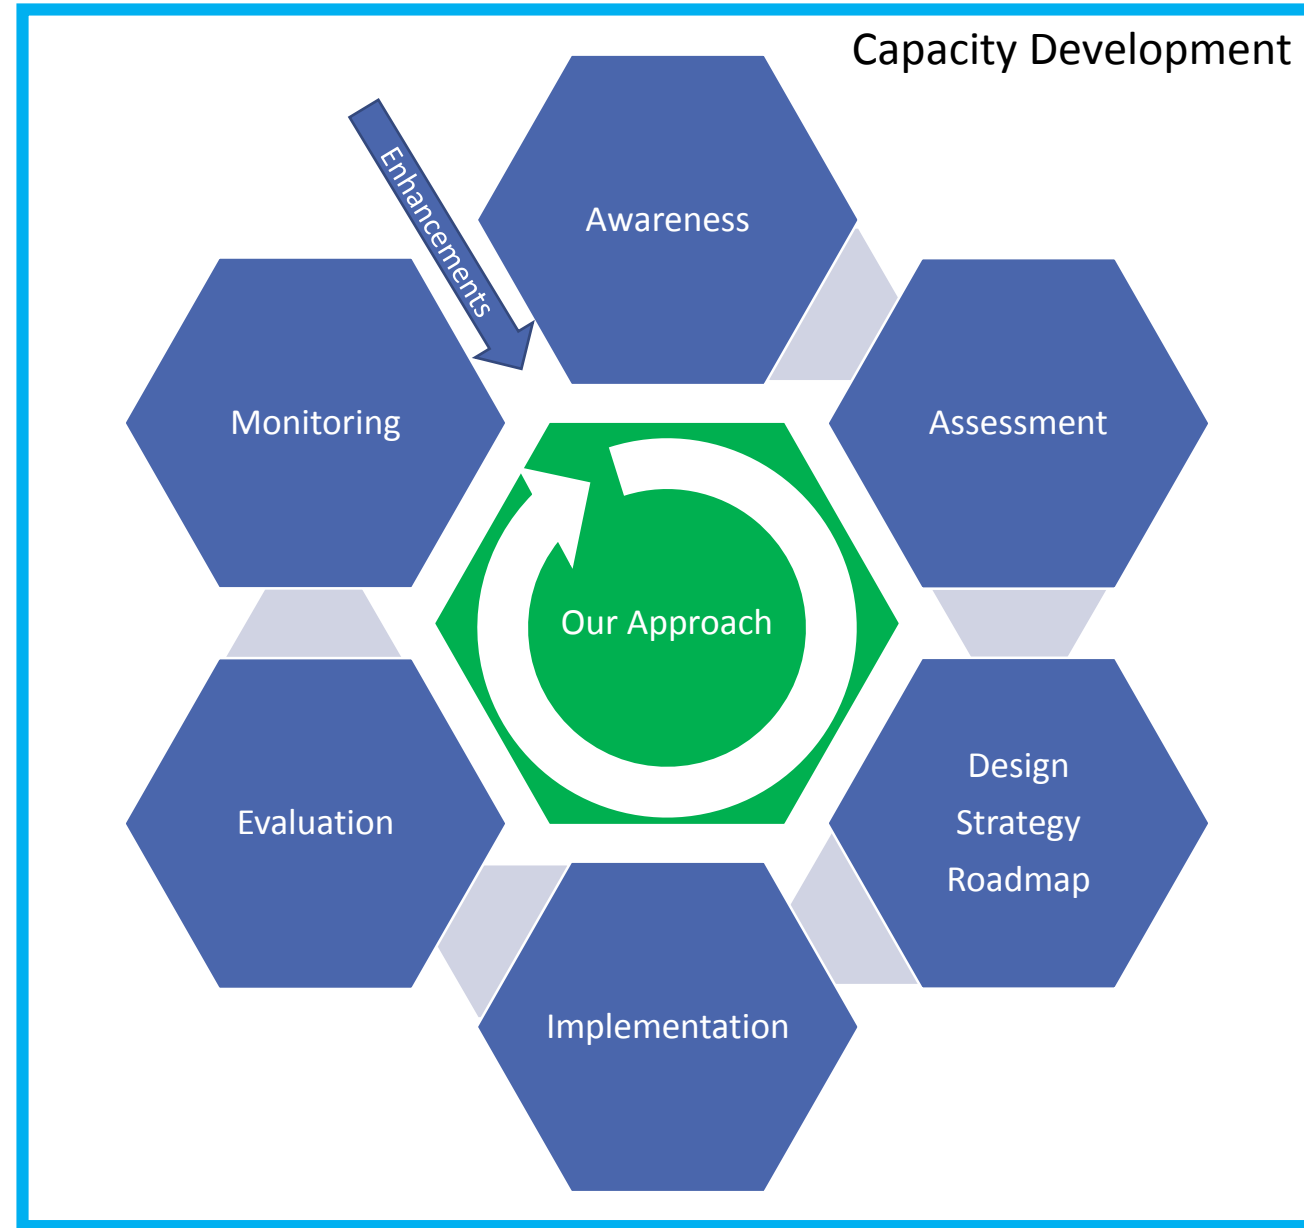 Capacity Development
Enhancements
Awareness
Monitoring
Assessment
Our Approach
Evaluation
Design
Strategy
Roadmap
Implementation